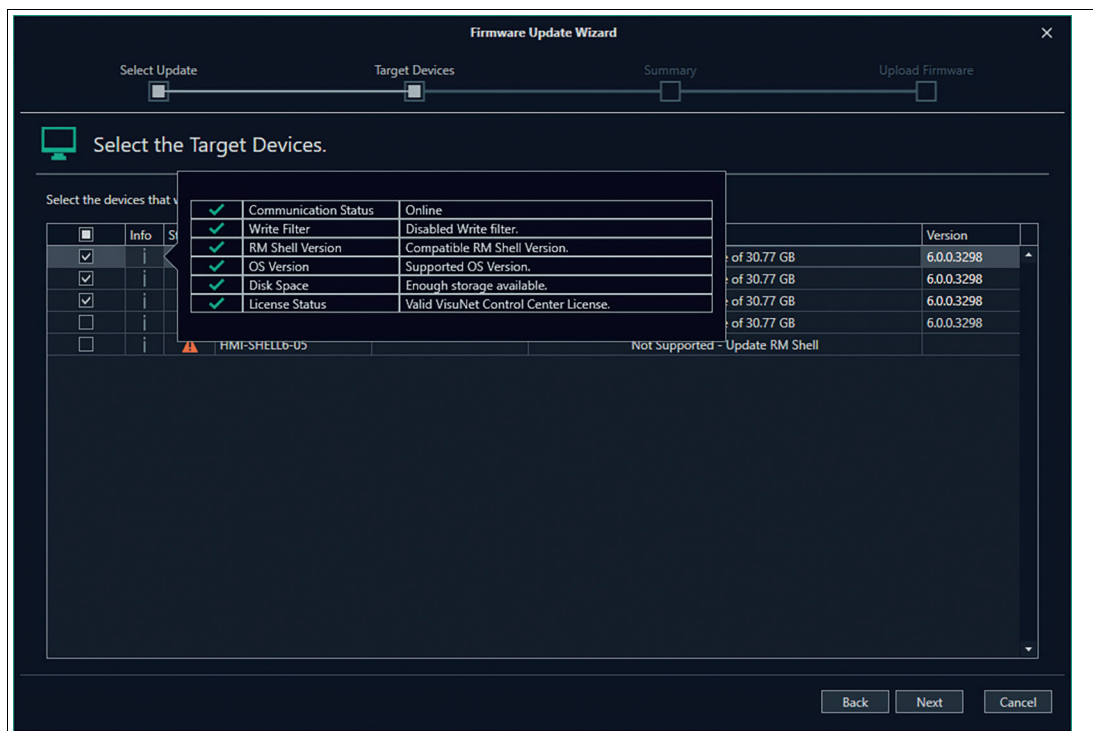 Firmware Update Wizard
Select Update Target Devices Summary Upload Firmware
Select the Target Devices.
Select the devices that
Communication Status Online
Write Filter Disabled Write filter.
RM Shell Version Compatible RM Shell Version.
OS Version Supported OS Version.
Disk Space Enough storage available.
License Status Valid VisuNet Control Center License.
Info Version
of 30.77 GB 6.0.0.3298
of 30.77 GB 6.0.0.3298
of 30.77 GB 6.0.0.3298
of 30.77 GB 6.0.0.3298
HMI-SHELL6-05 Not Supported - Update RM Shell
Back Next Cancel